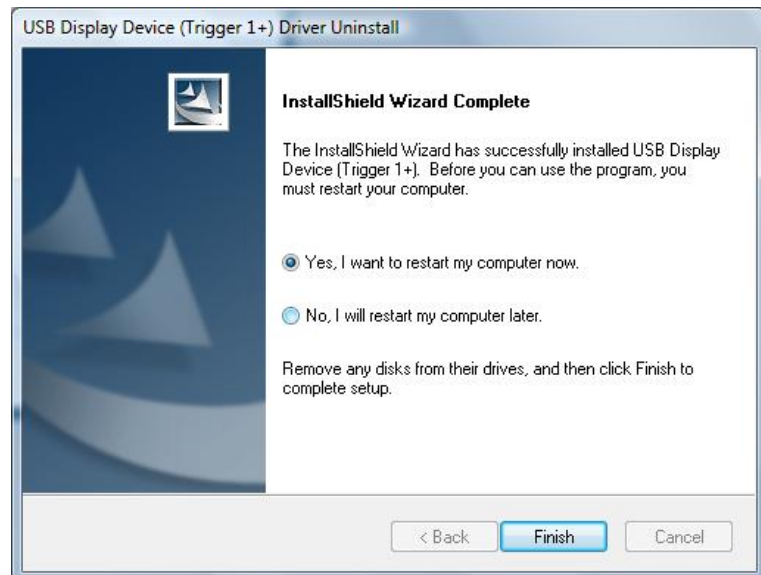 USB Display Device (Trigger 1+) Driver Uninstall
InstallShield Wizard Complete
The InstallShield Wizard has successfully installed USB Display
Device (Trigger 1+). Before you can use the program, you
must restart your computer.
Yes, I want to restart my computer now.
No, I will restart my computer later.
Remove any disks from their drives, and then click Finish to
complete setup.
< Back
Finish
Cancel